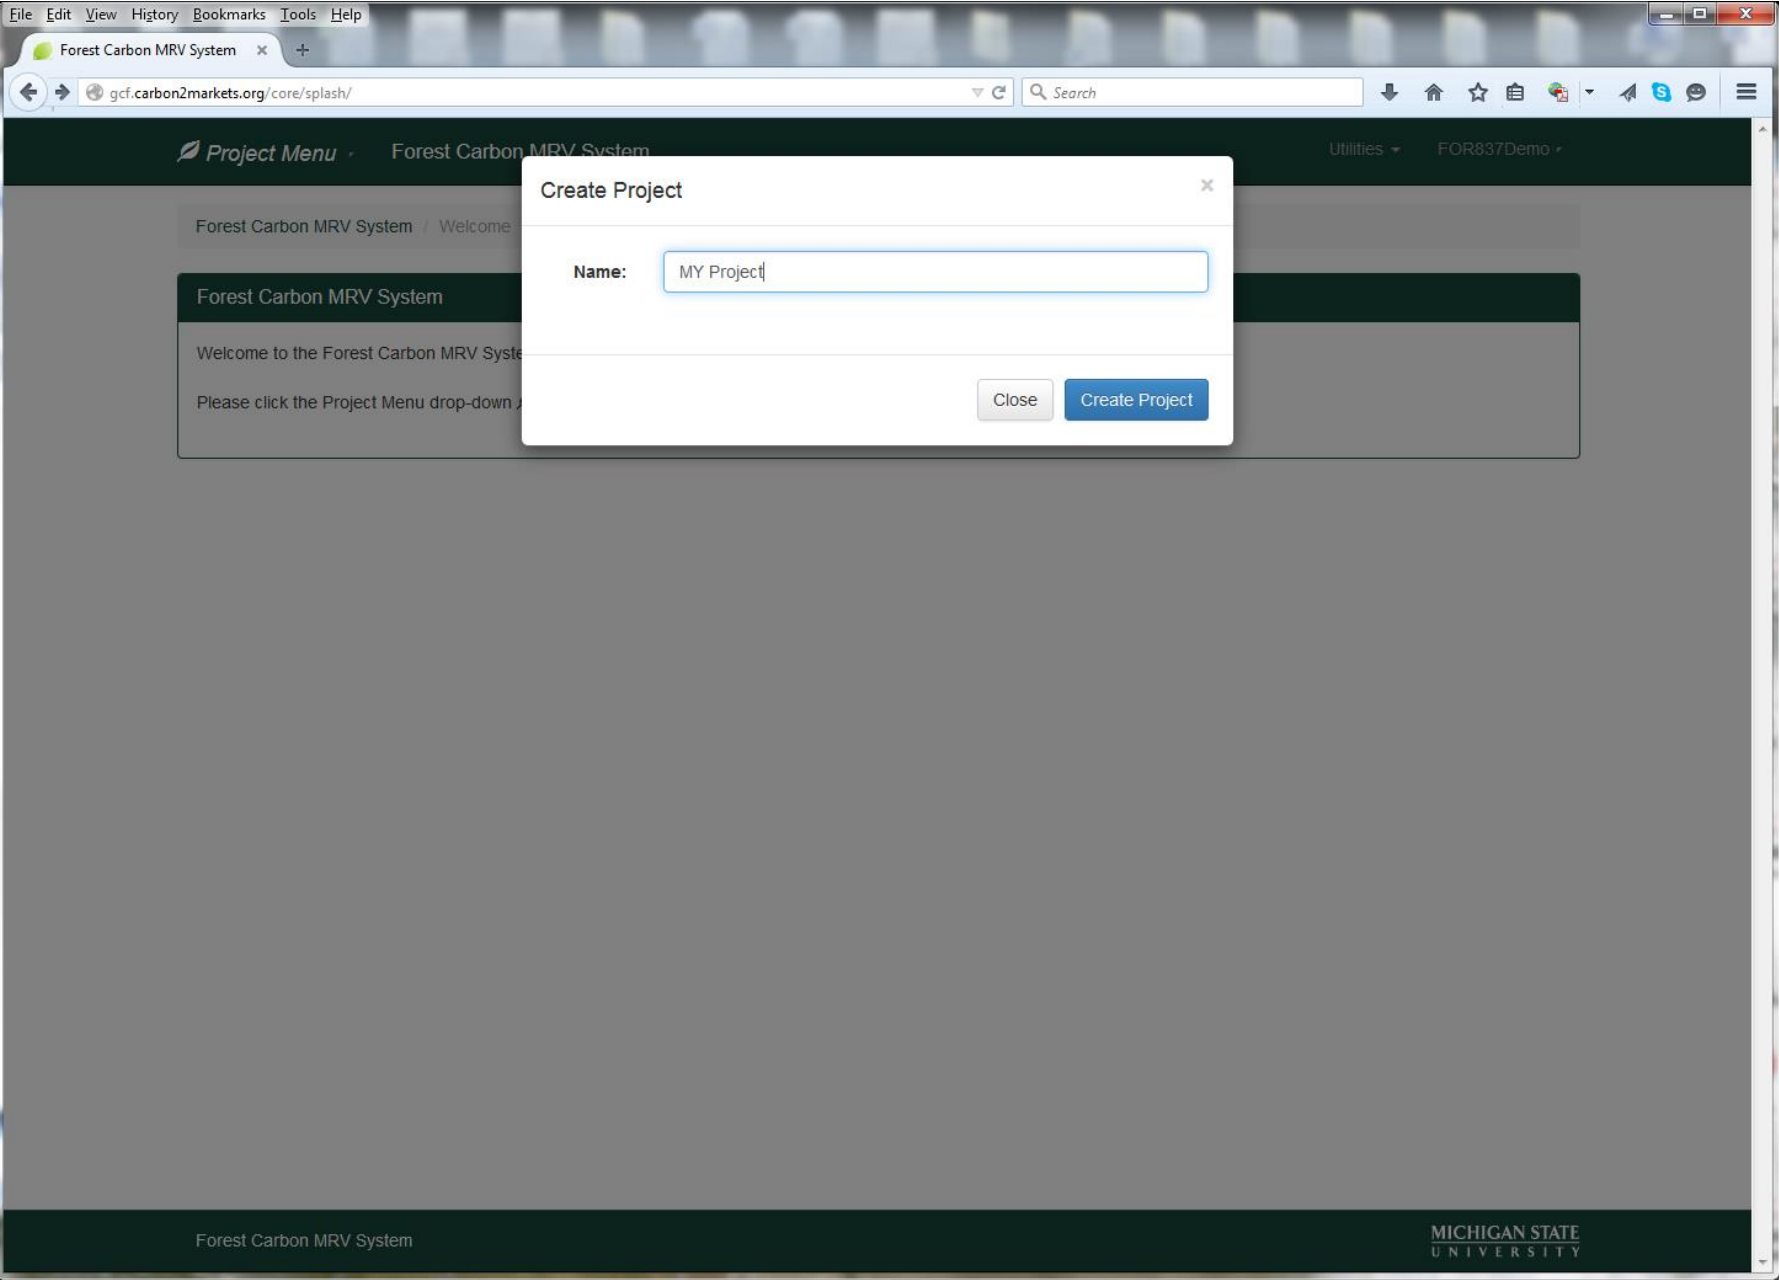 File Edit View History Bookmarks Tools Help
Forest Carbon MRV System
gcf.carbon2markets.org/core/splash/
Search
Project Menu
Forest Carbon MRV System
Utilities
FOR837Demo
Create Project
Forest Carbon MRV System / Welcome
Name:
MY Project
Forest Carbon MRV System
Welcome to the Forest Carbon MRV Syste
Please click the Project Menu drop-down
Close
Create Project
Forest Carbon MRV System
MICHIGAN STATE
UNIVERSITY